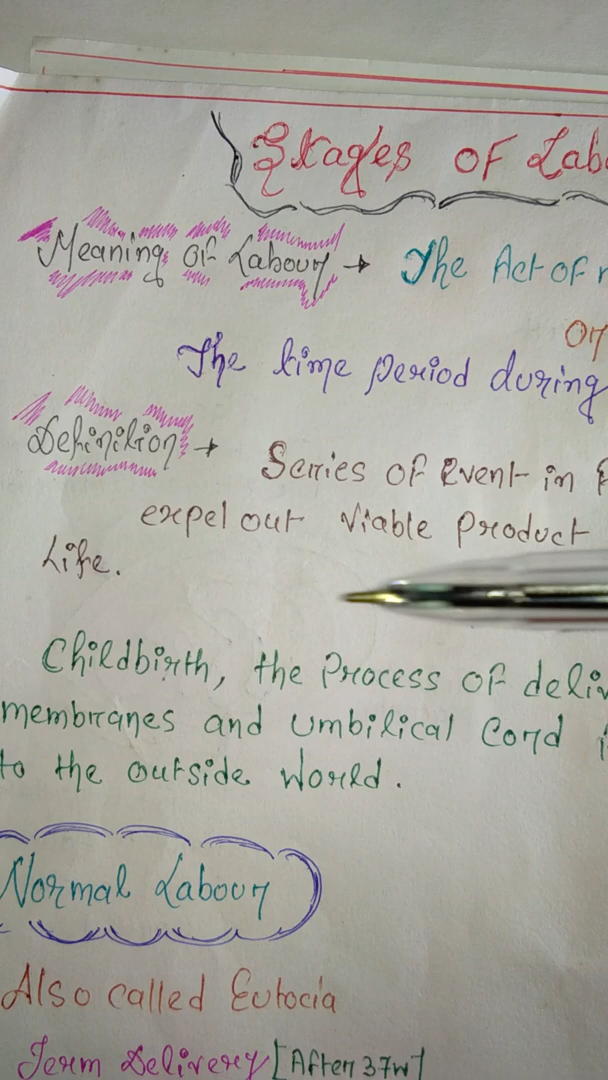 Stages of Lab
Meaning of Labour → The Act of
or
The time period during
Definition →
Series of Event in
expel out viable product
Life.
Childbirth, the process of deliv
membranes and umbilical cord
to the outside world.
Normal Labour
Also called Eutocia
Term Delivery [After 37w]